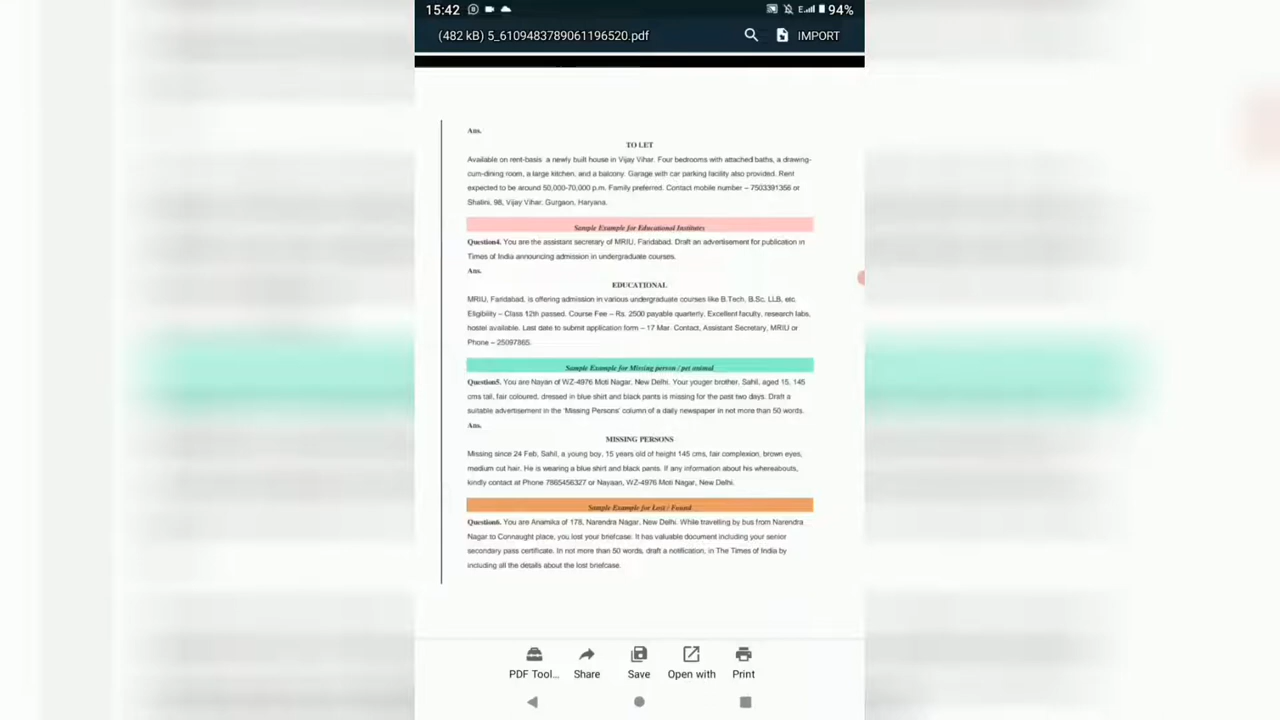 15:42 94%
(482 kB) 5_6109483789061196520.pdf IMPORT
Ans.
TO LET
Available on rent-basis a newly built house in Vijay Vihar. Four bedrooms with attached baths, a drawing-
cum-dining room, a large kitchen, and a balcony. Garage with car parking facility also provided. Rent
expected to be around 50,000-70,000 p.m. Family preferred. Contact mobile number – 7503391356 or
Shalini, 98, Vijay Vihar, Gurgaon, Haryana.
Sample Example for Educational Institutes
Question4. You are the assistant secretary of MRIU, Faridabad. Draft an advertisement for publication in
Times of India announcing admission in undergraduate courses.
Ans.
EDUCATIONAL
MRIU, Faridabad, is offering admission in various undergraduate courses like B.Tech, B.Sc, LLB, etc.
Eligibility – Class 12th passed. Course Fee – Rs. 2500 payable quarterly. Excellent faculty, research labs,
hostel available. Last date to submit application form – 17 Mar. Contact, Assistant Secretary, MRIU or
Phone – 25097865.
Sample Example for Missing person / pet animal
Question5. You are Nayan of WZ-4976 Moti Nagar, New Delhi. Your youger brother, Sahil, aged 15, 145
cms tall, fair coloured, dressed in blue shirt and black pants is missing for the past two days. Draft a
suitable advertisement in the 'Missing Persons' column of a daily newspaper in not more than 50 words.
Ans.
MISSING PERSONS
Missing since 24 Feb, Sahil, a young boy, 15 years old of height 145 cms, fair complexion, brown eyes,
medium cut hair. He is wearing a blue shirt and black pants. If any information about his whereabouts,
kindly contact at Phone 7865456327 or Nayaan, WZ-4976 Moti Nagar, New Delhi.
Sample Example for Lost / Found
Question6. You are Anamika of 178, Narendra Nagar, New Delhi. While travelling by bus from Narendra
Nagar to Connaught place, you lost your briefcase. It has valuable document including your senior
secondary pass certificate. In not more than 50 words, draft a notification, in The Times of India by
including all the details about the lost briefcase.
PDF Tool... Share Save Open with Print